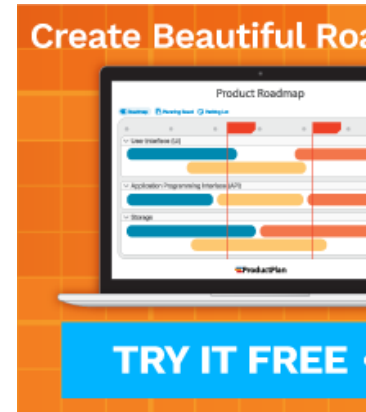 Create Beautiful Roa
Product Roadmap
Roadmap Planning Board Parking Lot
User Interface (UI)
Application Programming Interface (API)
Storage
ProductPlan
TRY IT FREE